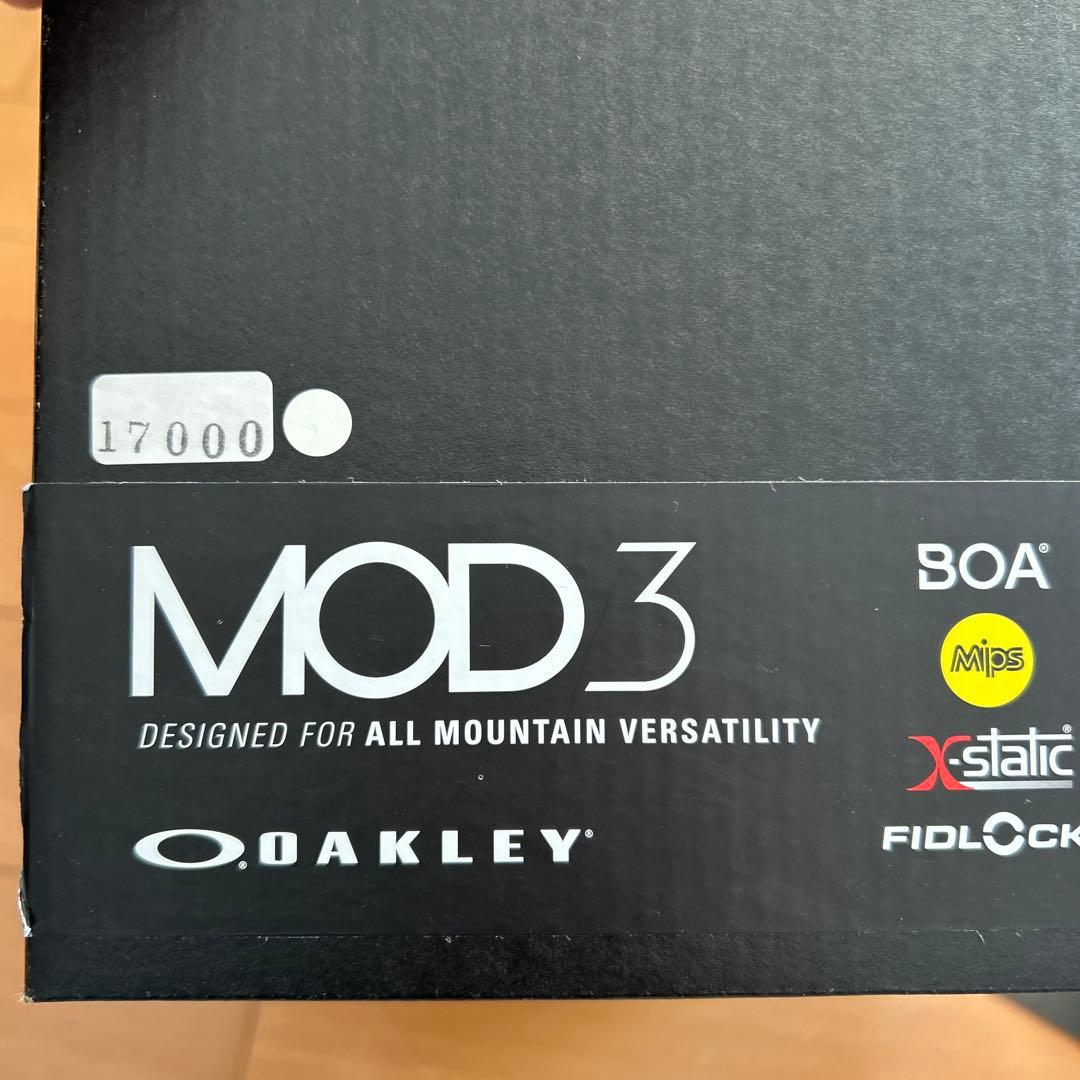 17000
MOD3
DESIGNED FOR ALL MOUNTAIN VERSATILITY
OAKLEY®
BOA®
Mips
X-static®
FIDLOCK